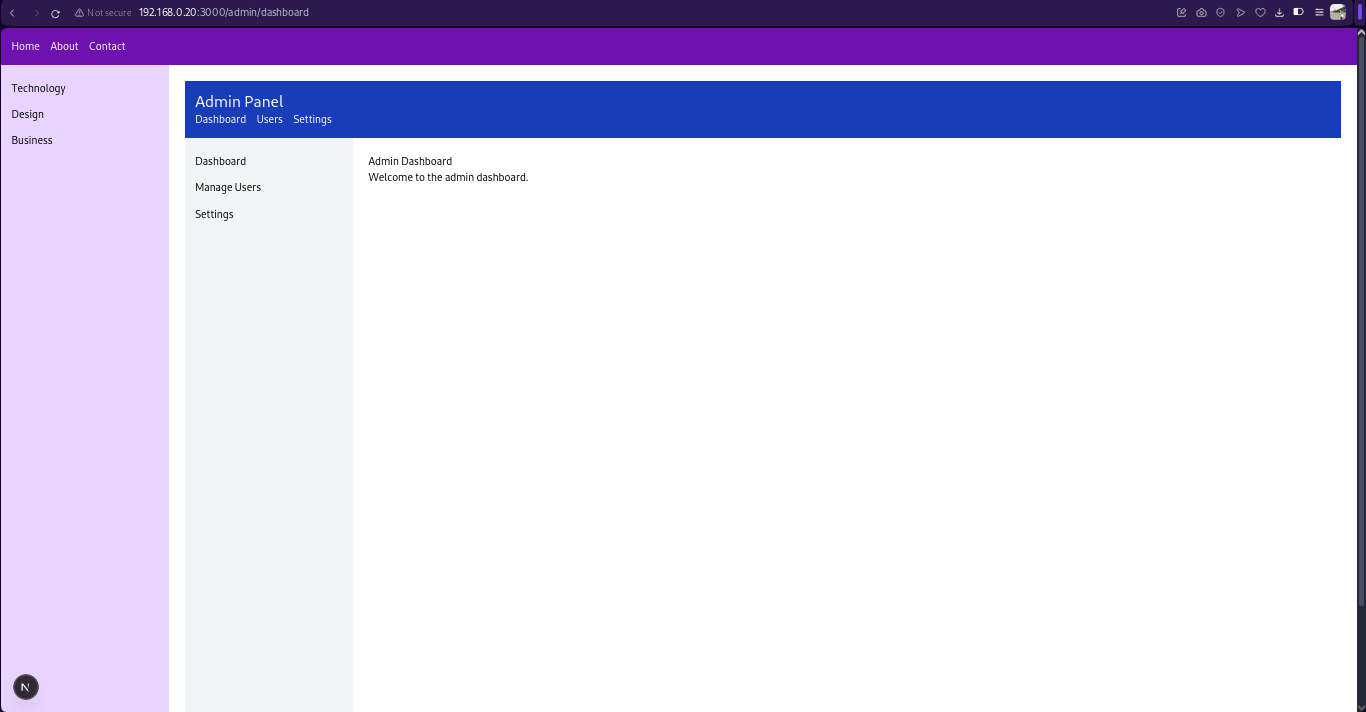 Not secure 192.168.0.20:3000/admin/dashboard
Home About Contact
Technology
Design
Business
Admin Panel
Dashboard Users Settings
Dashboard
Manage Users
Settings
Admin Dashboard
Welcome to the admin dashboard.
N